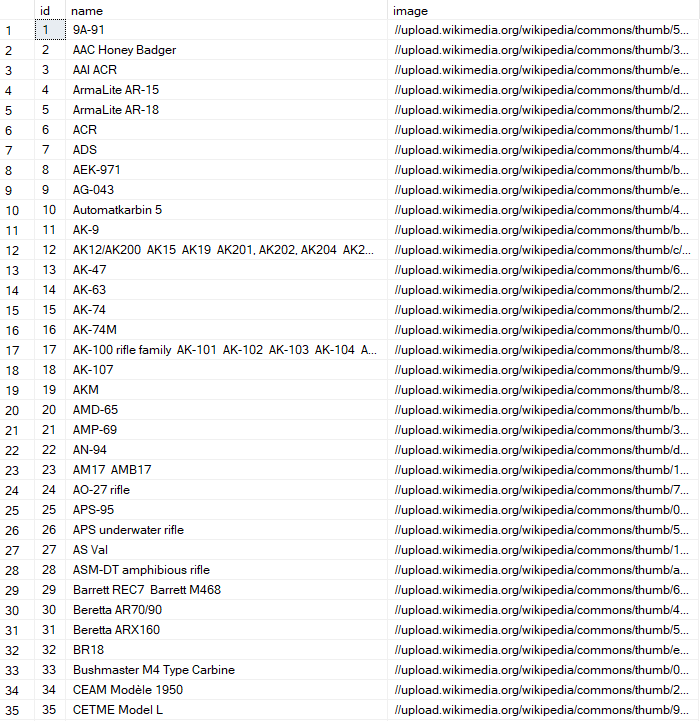 id name image
1 1 9A-91 //upload.wikimedia.org/wikipedia/commons/thumb/5...
2 2 AAC Honey Badger //upload.wikimedia.org/wikipedia/commons/thumb/3...
3 3 AAI ACR //upload.wikimedia.org/wikipedia/commons/thumb/e...
4 4 ArmaLite AR-15 //upload.wikimedia.org/wikipedia/commons/thumb/d...
5 5 ArmaLite AR-18 //upload.wikimedia.org/wikipedia/commons/thumb/2...
6 6 ACR //upload.wikimedia.org/wikipedia/commons/thumb/1...
7 7 ADS //upload.wikimedia.org/wikipedia/commons/thumb/4...
8 8 AEK-971 //upload.wikimedia.org/wikipedia/commons/thumb/b...
9 9 AG-043 //upload.wikimedia.org/wikipedia/commons/thumb/e...
10 10 Automatkarbin 5 //upload.wikimedia.org/wikipedia/commons/thumb/4...
11 11 AK-9 //upload.wikimedia.org/wikipedia/commons/thumb/b...
12 12 AK12/AK200 AK15 AK19 AK201, AK202, AK204 AK2... //upload.wikimedia.org/wikipedia/commons/thumb/c/...
13 13 AK-47 //upload.wikimedia.org/wikipedia/commons/thumb/6...
14 14 AK-63 //upload.wikimedia.org/wikipedia/commons/thumb/2...
15 15 AK-74 //upload.wikimedia.org/wikipedia/commons/thumb/2...
16 16 AK-74M //upload.wikimedia.org/wikipedia/commons/thumb/0...
17 17 AK-100 rifle family AK-101 AK-102 AK-103 AK-104 A... //upload.wikimedia.org/wikipedia/commons/thumb/8...
18 18 AK-107 //upload.wikimedia.org/wikipedia/commons/thumb/9...
19 19 AKM //upload.wikimedia.org/wikipedia/commons/thumb/8...
20 20 AMD-65 //upload.wikimedia.org/wikipedia/commons/thumb/b...
21 21 AMP-69 //upload.wikimedia.org/wikipedia/commons/thumb/3...
22 22 AN-94 //upload.wikimedia.org/wikipedia/commons/thumb/d...
23 23 AM17 AMB17 //upload.wikimedia.org/wikipedia/commons/thumb/1...
24 24 AO-27 rifle //upload.wikimedia.org/wikipedia/commons/thumb/7...
25 25 APS-95 //upload.wikimedia.org/wikipedia/commons/thumb/0...
26 26 APS underwater rifle //upload.wikimedia.org/wikipedia/commons/thumb/5...
27 27 AS Val //upload.wikimedia.org/wikipedia/commons/thumb/1...
28 28 ASM-DT amphibious rifle //upload.wikimedia.org/wikipedia/commons/thumb/a...
29 29 Barrett REC7 Barrett M468 //upload.wikimedia.org/wikipedia/commons/thumb/6...
30 30 Beretta AR70/90 //upload.wikimedia.org/wikipedia/commons/thumb/4...
31 31 Beretta ARX160 //upload.wikimedia.org/wikipedia/commons/thumb/5...
32 32 BR18 //upload.wikimedia.org/wikipedia/commons/thumb/e...
33 33 Bushmaster M4 Type Carbine //upload.wikimedia.org/wikipedia/commons/thumb/0...
34 34 CEAM Modèle 1950 //upload.wikimedia.org/wikipedia/commons/thumb/2...
35 35 CETME Model L //upload.wikimedia.org/wikipedia/commons/thumb/9...